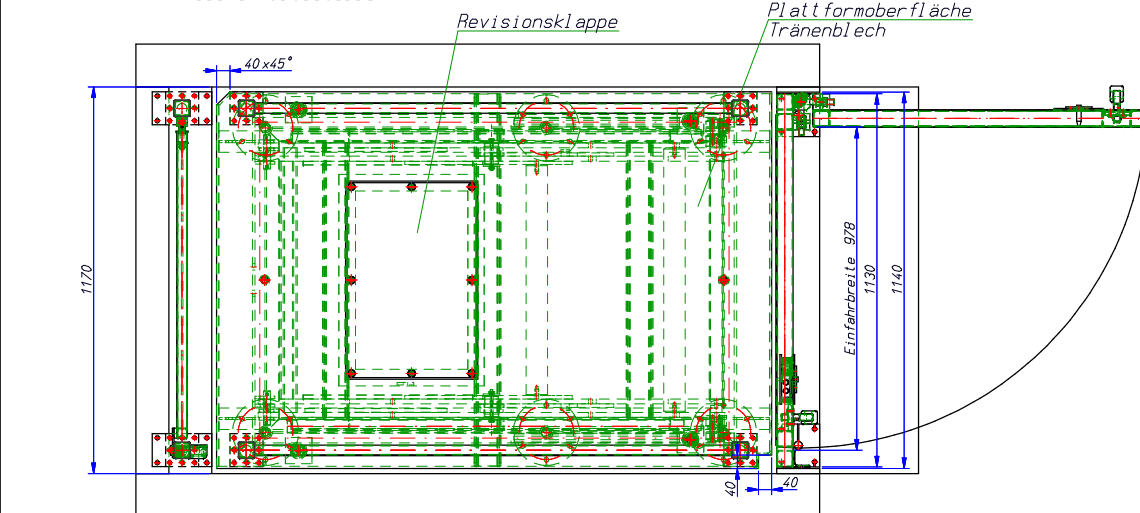 Revisionsklappe
Plattformoberfläche
Tränenblech
40x45°
1170
Einfahrbreite 978
1130
1140
40
40